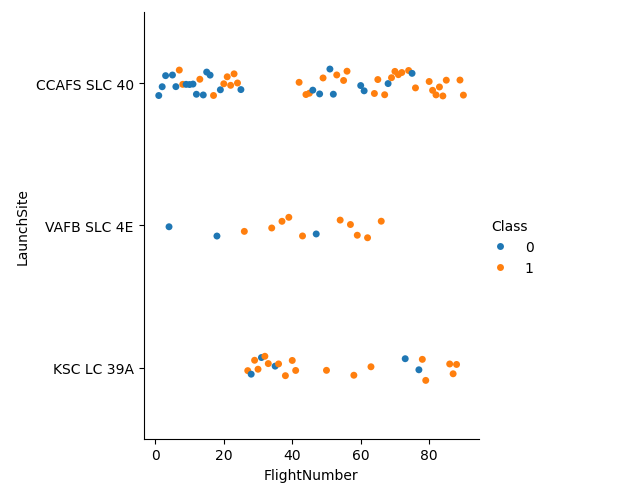 CCAFS SLC 40
VAFB SLC 4E
KSC LC 39A
LaunchSite
0
20
40
60
80
FlightNumber
Class
0
1